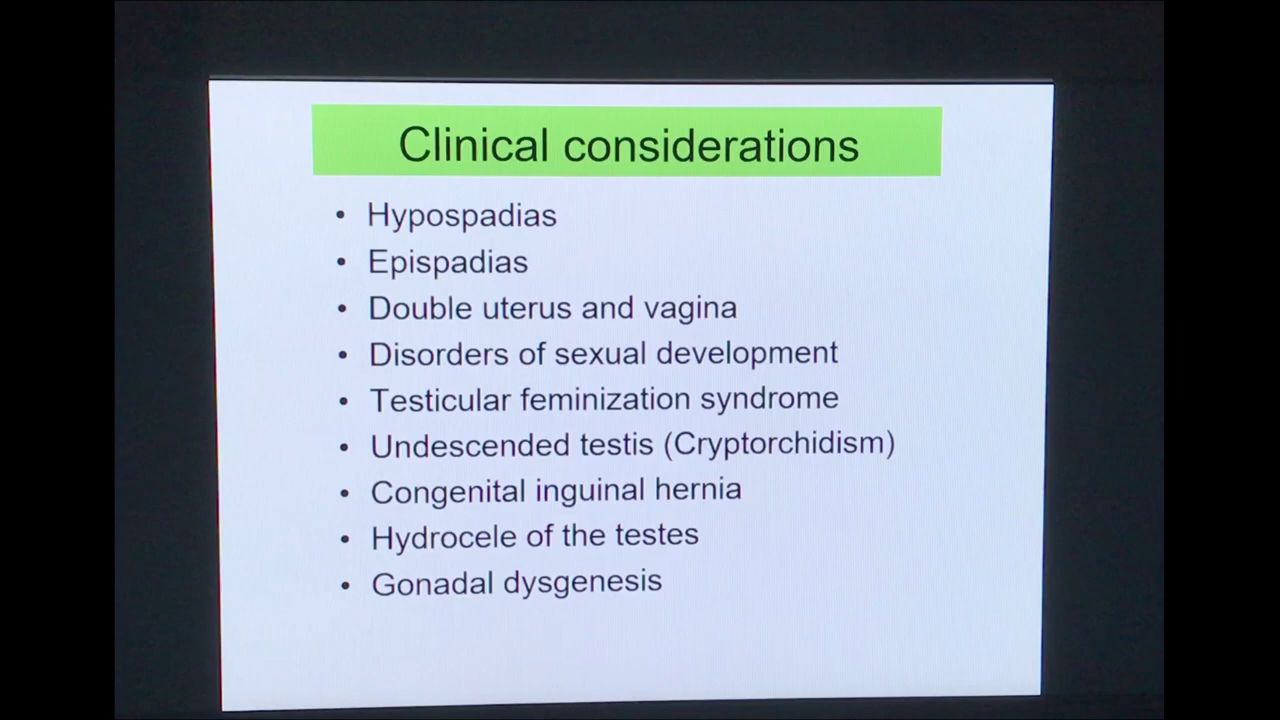 Clinical considerations
• Hypospadias
• Epispadias
• Double uterus and vagina
• Disorders of sexual development
• Testicular feminization syndrome
• Undescended testis (Cryptorchidism)
• Congenital inguinal hernia
• Hydrocele of the testes
• Gonadal dysgenesis